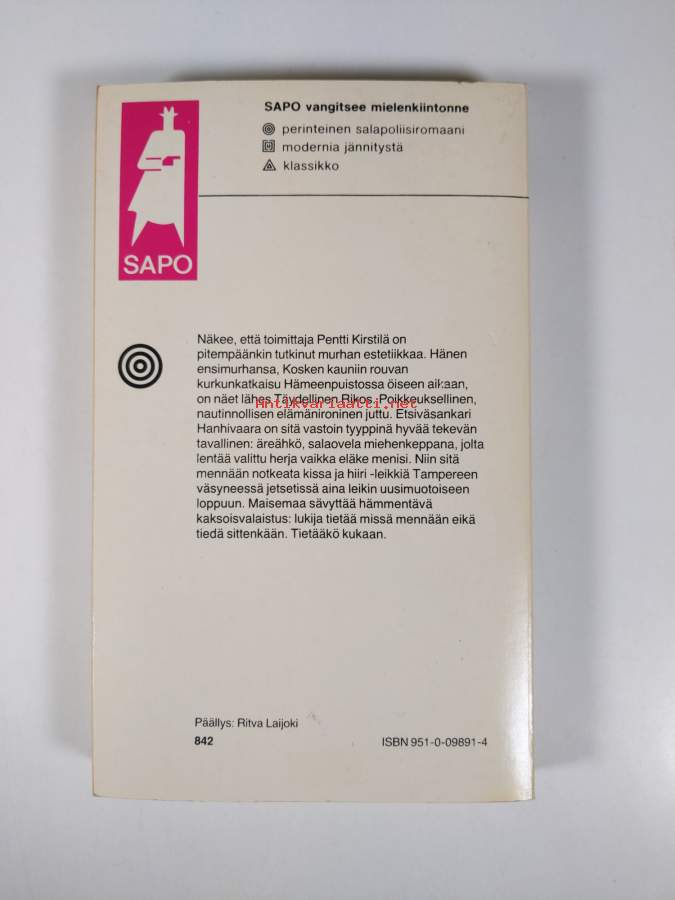 SAPO vangitsee mielenkiintonne
perinteinen salapoliisiromaani
modernia jännitystä
klassikko
SAPO
Näkee, että toimittaja Pentti Kirstilä on
pitempäänkin tutkinut murhan estetiikkaa. Hänen
ensimurhansa, Kosken kauniin rouvan
kurkunkatkaisu Hämeenpuistossa öiseen aikaan,
on näet lähes Täydellinen Rikos. Poikkeuksellinen,
Antikvariaatti.net
nautinnollisen elämänironinen juttu. Etsiväsankari
Hanhivaara on sitä vastoin tyyppinä hyvää tekevän
tavallinen: äreähkö, salaovela miehenkeppana, jolta
lentää valittu herja vaikka eläke menisi. Niin sitä
mennään notkeata kissa ja hiiri -leikkiä Tampereen
väsyneessä jetsetissä aina leikin uusimuotoiseen
loppuun. Maisemaa sävyttää hämmentävä
kaksoisvalaistus: lukija tietää missä mennään eikä
tiedä sittenkään. Tietääkö kukaan.
Päällys: Ritva Laijoki
842 ISBN 951-0-09891-4